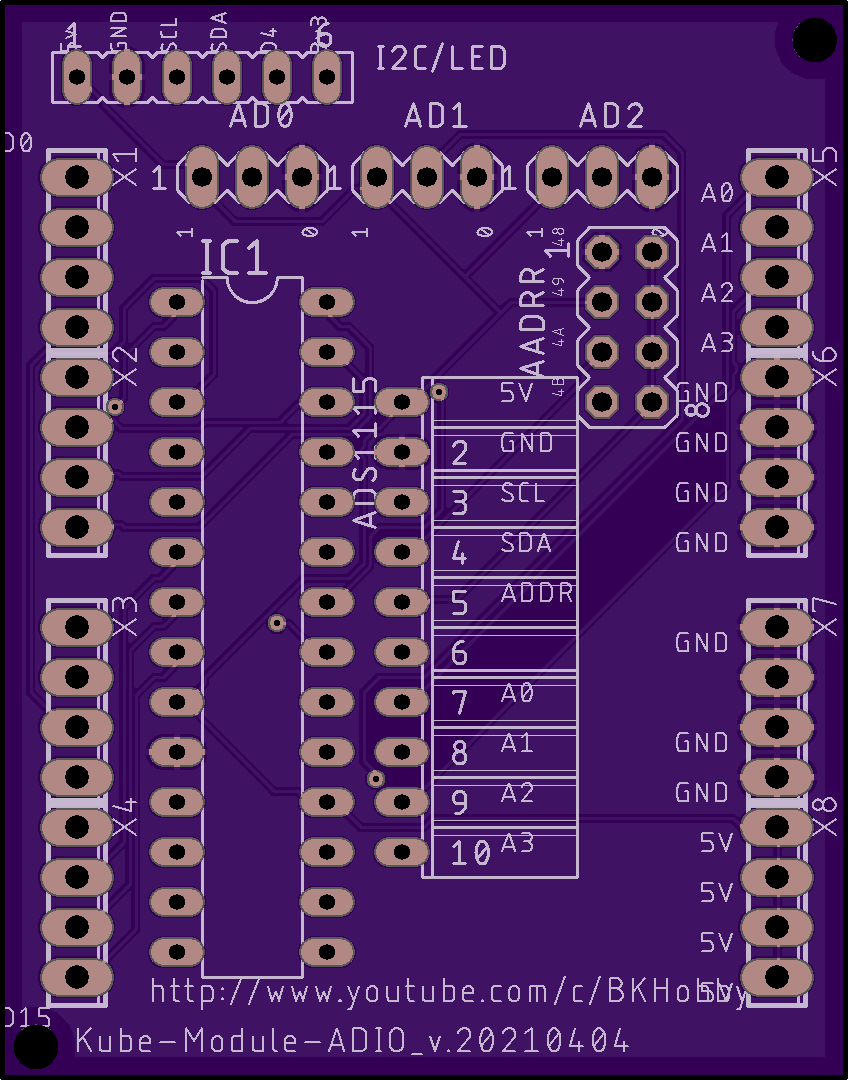 1 GND SCL SDA D4 6
I2C/LED
AD0 AD1 AD2
D0
X1
1 1 1
X5
A0
1 0 1 0 1 0
48
A1
IC1
1
49
A2
AADRR
4A
A3
X2
X6
4B
5V
GND
8
ADS1115
2 GND
GND
3 SCL
GND
4 SDA
GND
5 ADDR
X3
X7
6
GND
7 A0
8 A1
GND
9 A2
GND
X4
X8
10 A3
5V
5V
5V
http://www.youtube.com/c/BKHobby
5V
D15
Kube-Module-ADIO_v.20210404